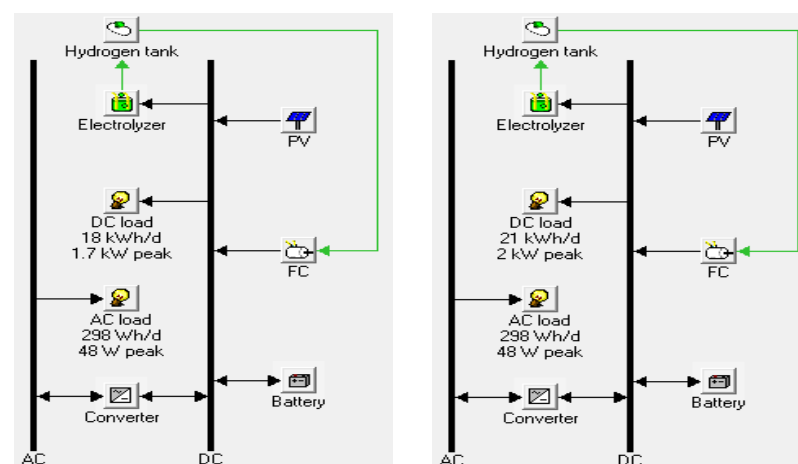 Hydrogen tank
Electrolyzer
PV
DC load
18 kWh/d
1.7 kW peak
FC
AC load
298 Wh/d
48 W peak
Battery
Converter
AC DC
Hydrogen tank
Electrolyzer
PV
DC load
21 kWh/d
2 kW peak
FC
AC load
298 Wh/d
48 W peak
Battery
Converter
AC DC